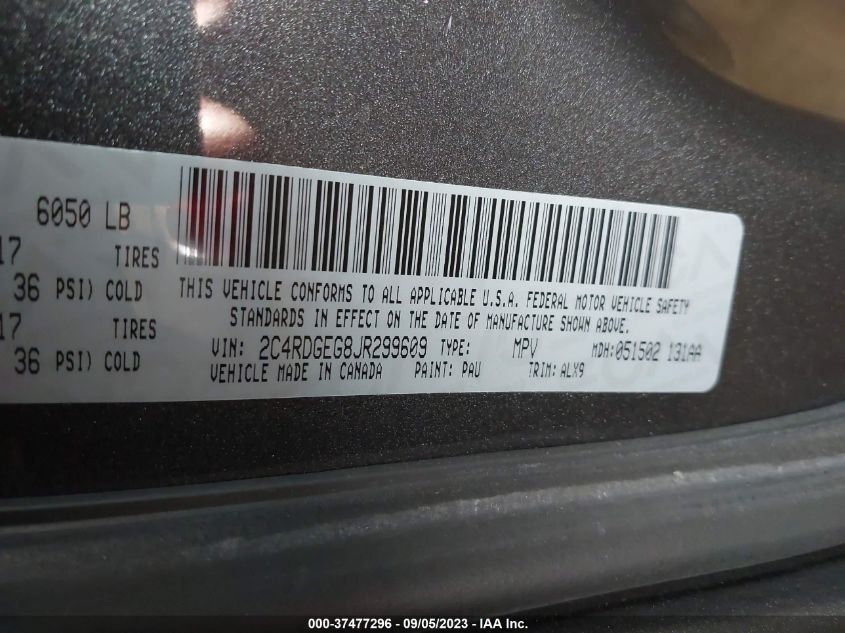 6050 LB
17 TIRES
36 PSI) COLD
17 TIRES
36 PSI) COLD
THIS VEHICLE CONFORMS TO ALL APPLICABLE U.S.A. FEDERAL MOTOR VEHICLE SAFETY
STANDARDS IN EFFECT ON THE DATE OF MANUFACTURE SHOWN ABOVE.
VIN: 2C4RDGEG8JR299609 TYPE: MPV MDH:051502 131AA
VEHICLE MADE IN CANADA PAINT: PAU TRIM: ALX9
000-37477296 - 09/05/2023 - IAA Inc.